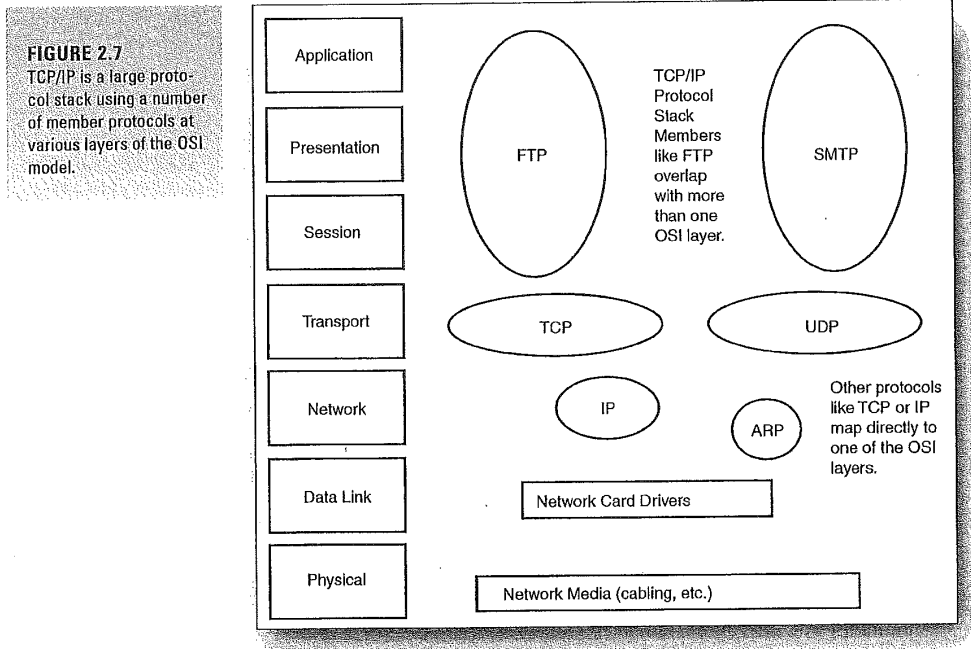 FIGURE 2.7
TCP/IP is a large proto-
col stack using a number
of member protocols at
various layers of the OSI
model.
Application
Presentation
Session
Transport
Network
Data Link
Physical
FTP
TCP/IP
Protocol
Stack
Members
like FTP
overlap
with more
than one
OSI layer.
SMTP
TCP
UDP
IP
ARP
Other protocols
like TCP or IP
map directly to
one of the OSI
layers.
Network Card Drivers
Network Media (cabling, etc.)